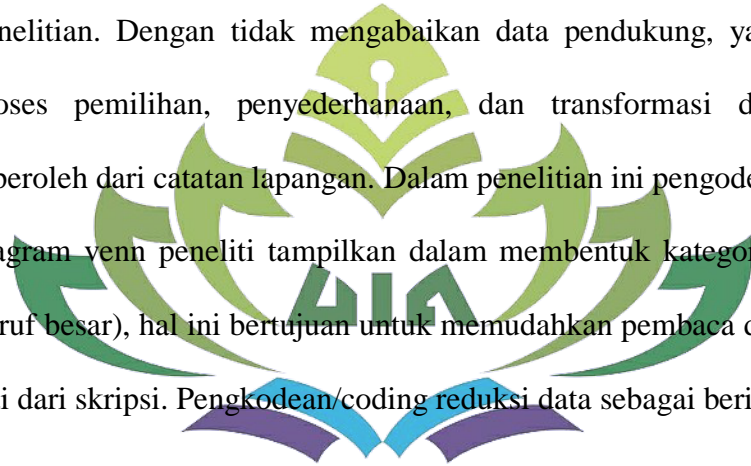 nelitian. Dengan tidak mengabaikan data pendukung, ya
oses pemilihan, penyederhanaan, dan transformasi d
peroleh dari catatan lapangan. Dalam penelitian ini pengode
agram venn peneliti tampilkan dalam membentuk kategor
UIN
ruf besar), hal ini bertujuan untuk memudahkan pembaca d
i dari skripsi. Pengkodean/coding reduksi data sebagai beri